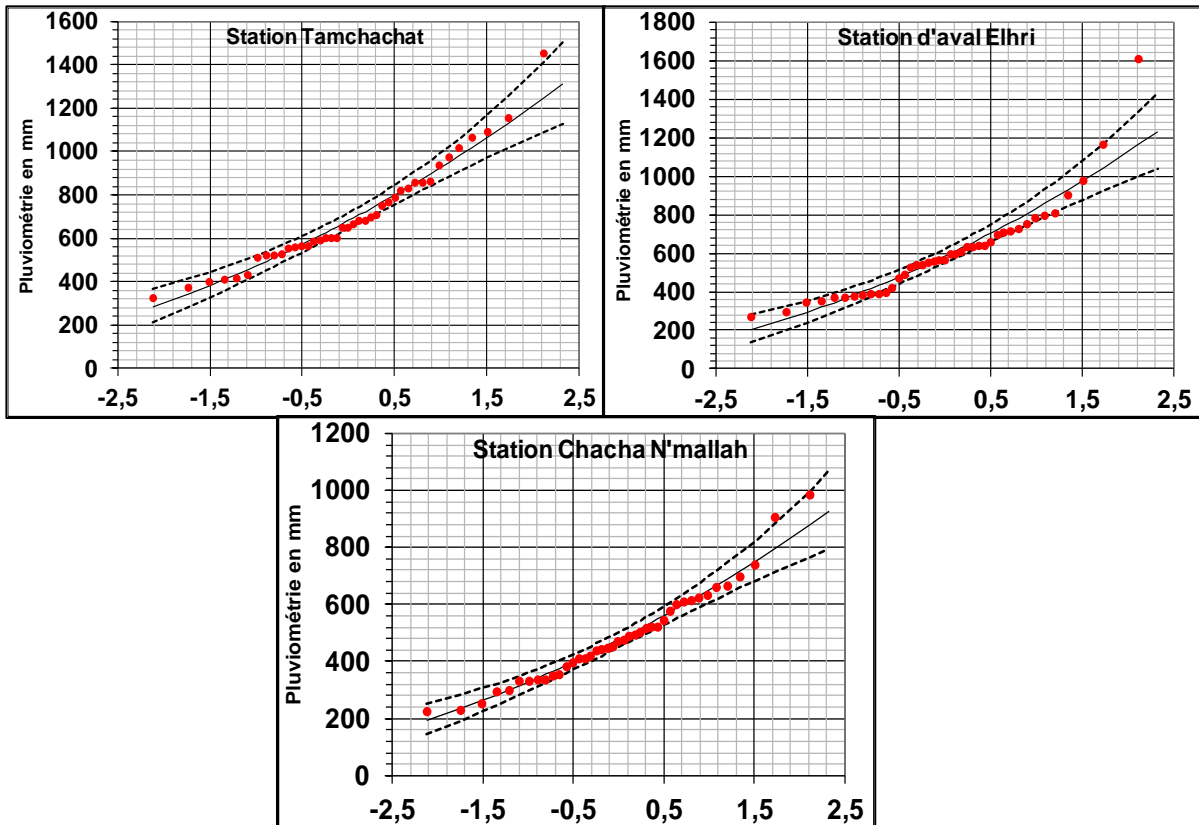 Station Tamchachat
Pluviométrie en mm
1600
1400
1200
1000
800
600
400
200
0
-2,5 -1,5 -0,5 0,5 1,5 2,5
Station d'aval Elhri
Pluviométrie en mm
1800
1600
1400
1200
1000
800
600
400
200
0
-2,5 -1,5 -0,5 0,5 1,5 2,5
Station Chacha N'mallah
Pluviométrie en mm
1200
1000
800
600
400
200
0
-2,5 -1,5 -0,5 0,5 1,5 2,5